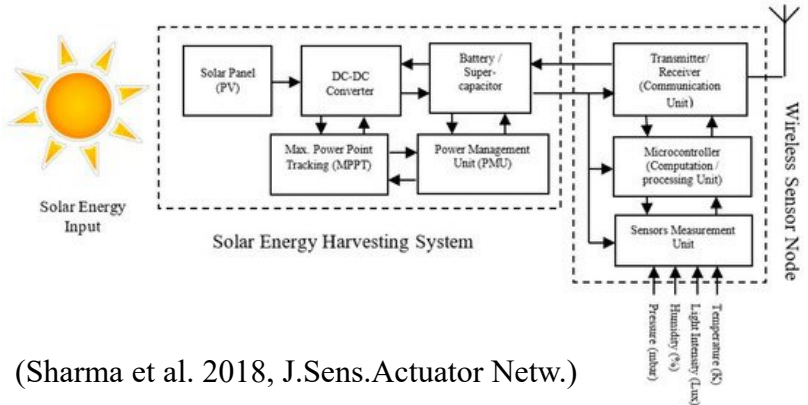 Solar Energy
Input
Solar Panel
(PV)
DC-DC
Converter
Battery /
Super-
capacitor
Max. Power Point
Tracking (MPPT)
Power Management
Unit (PMU)
Solar Energy Harvesting System
Transmitter/
Receiver
(Communication
Unit)
Microcontroller
(Computation /
processing Unit)
Sensors Measurement
Unit
Wireless Sensor Node
Pressure (mbar)
Humidity (%)
Light Intensity (Lux)
Temperature (K)
(Sharma et al. 2018, J.Sens.Actuator Netw.)